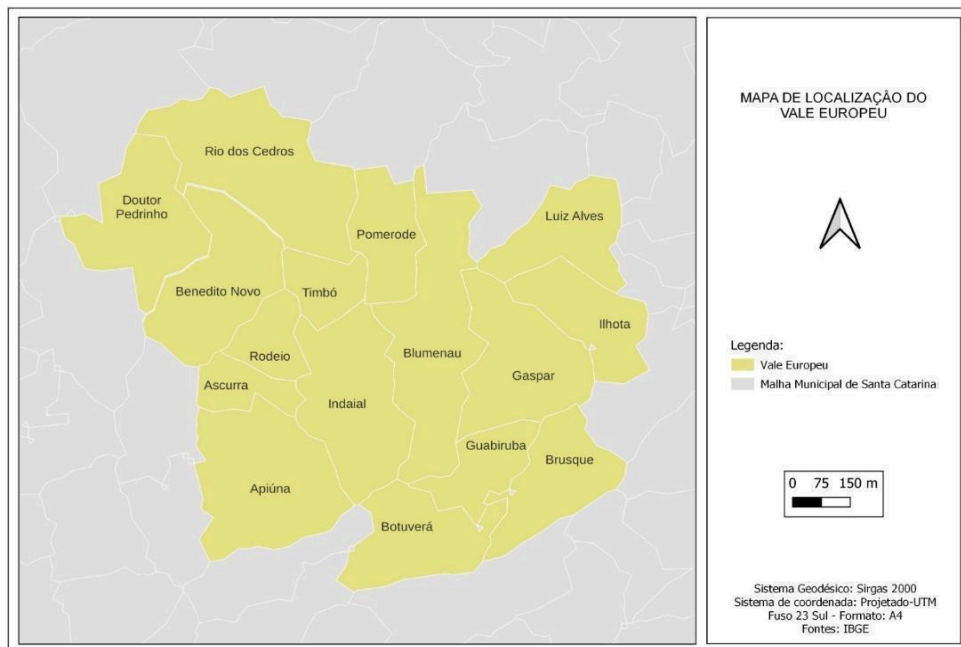 MAPA DE LOCALIZAÇÃO DO
VALE EUROPEU
Rio dos Cedros
Doutor
Pedrinho
Luiz Alves
Pomerode
Benedito Novo
Timbó
Ilhota
Rodeio
Blumenau
Ascurra
Gaspar
Indaial
Guabiruba
Brusque
Apiúna
Botuverá
Legenda:
Vale Europeu
Malha Municipal de Santa Catarina
0 75 150 m
Sistema Geodésico: Sirgas 2000
Sistema de coordenada: Projetado-UTM
Fuso 23 Sul - Formato: A4
Fontes: IBGE